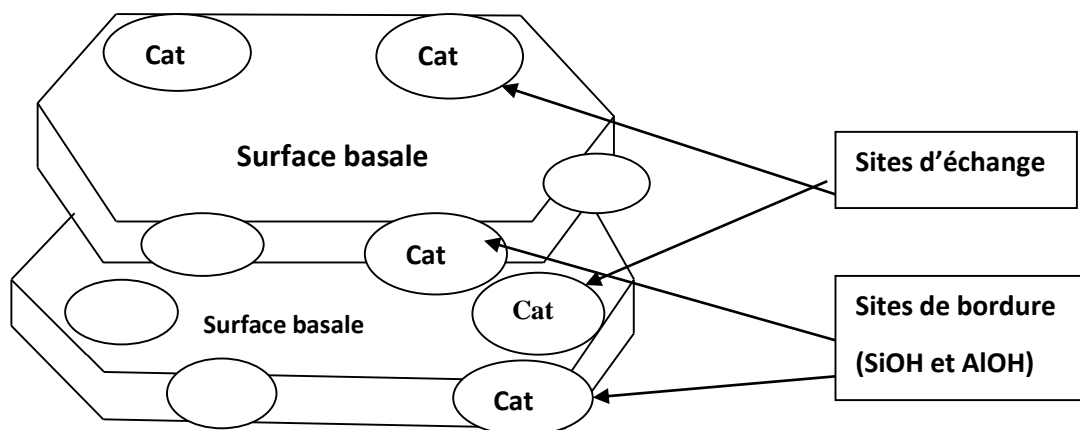 Cat
Cat
Surface basale
Sites d’échange
Cat
Cat
Surface basale
Sites de bordure
(SiOH et AlOH)
Cat